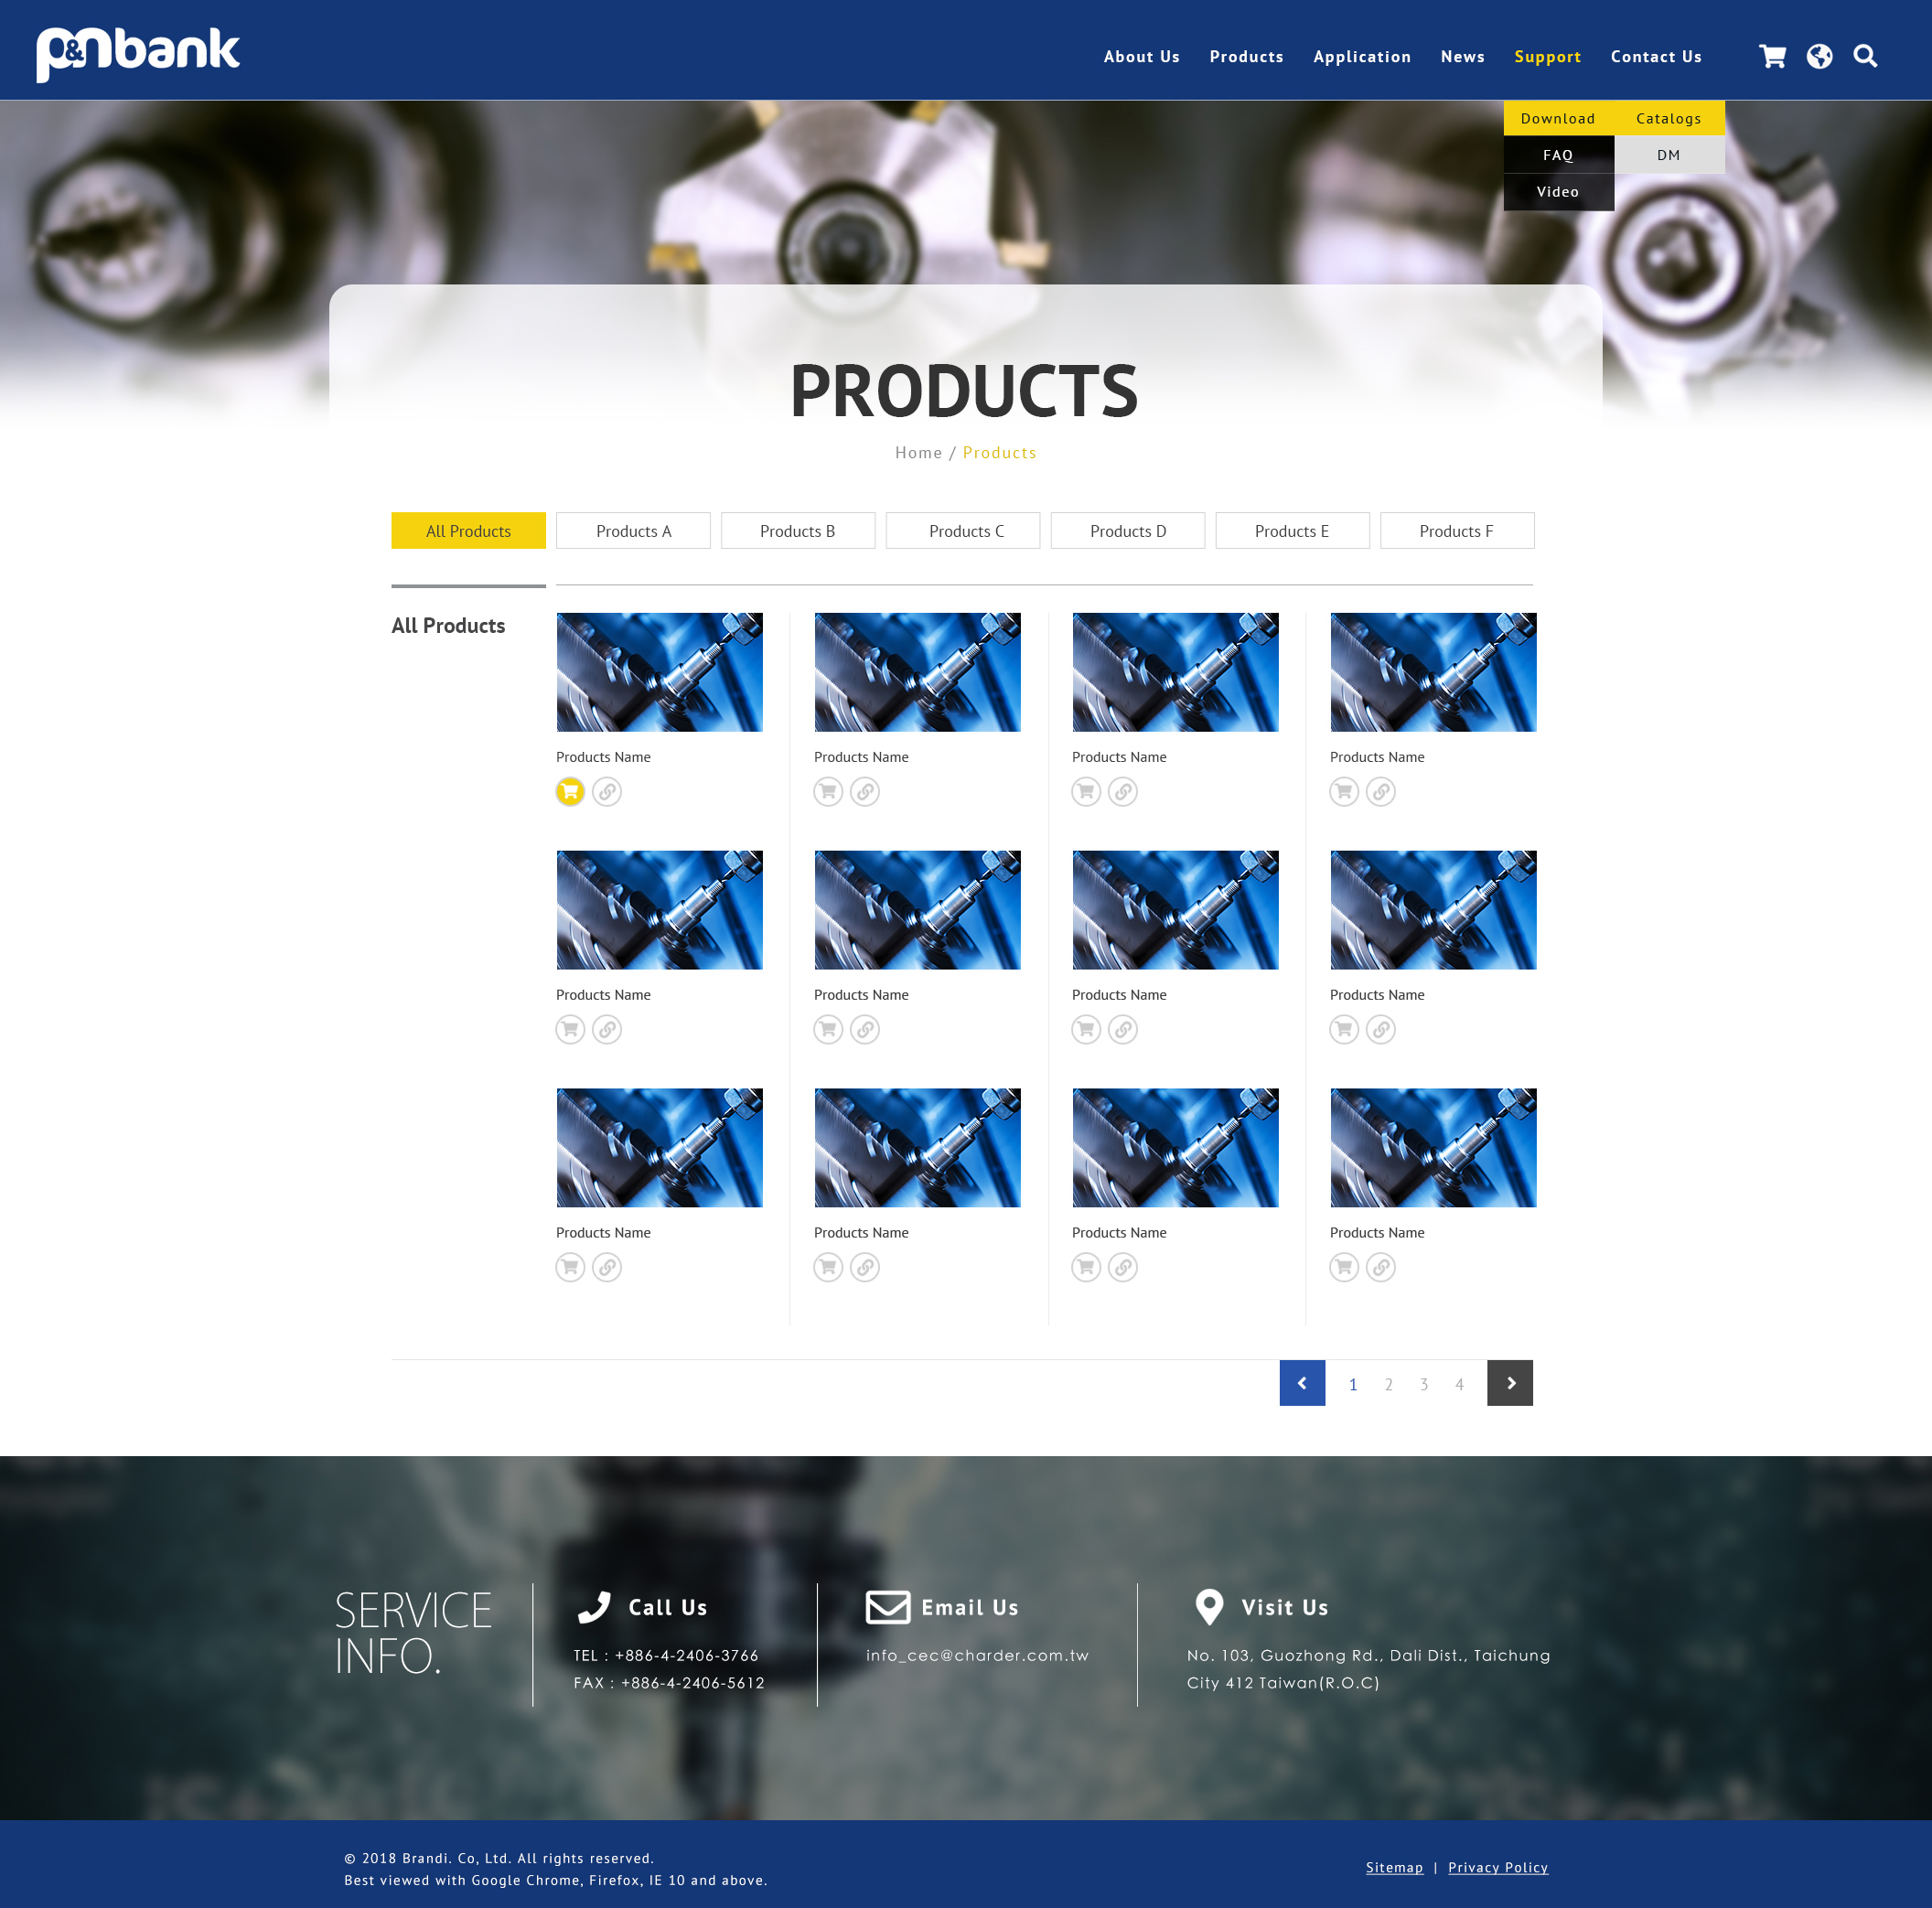 p&nbank
About Us Products Application News Support Contact Us
Download Catalogs
FAQ DM
Video
PRODUCTS
Home / Products
All Products Products A Products B Products C Products D Products E Products F
All Products
Products Name Products Name Products Name Products Name
Products Name Products Name Products Name Products Name
Products Name Products Name Products Name Products Name
1 2 3 4
SERVICE
INFO.
Call Us
TEL : +886-4-2406-3766
FAX : +886-4-2406-5612
Email Us
info_cec@charder.com.tw
Visit Us
No. 103, Guozhong Rd., Dali Dist., Taichung
City 412 Taiwan(R.O.C)
© 2018 Brandi. Co, Ltd. All rights reserved.
Best viewed with Google Chrome, Firefox, IE 10 and above.
Sitemap | Privacy Policy